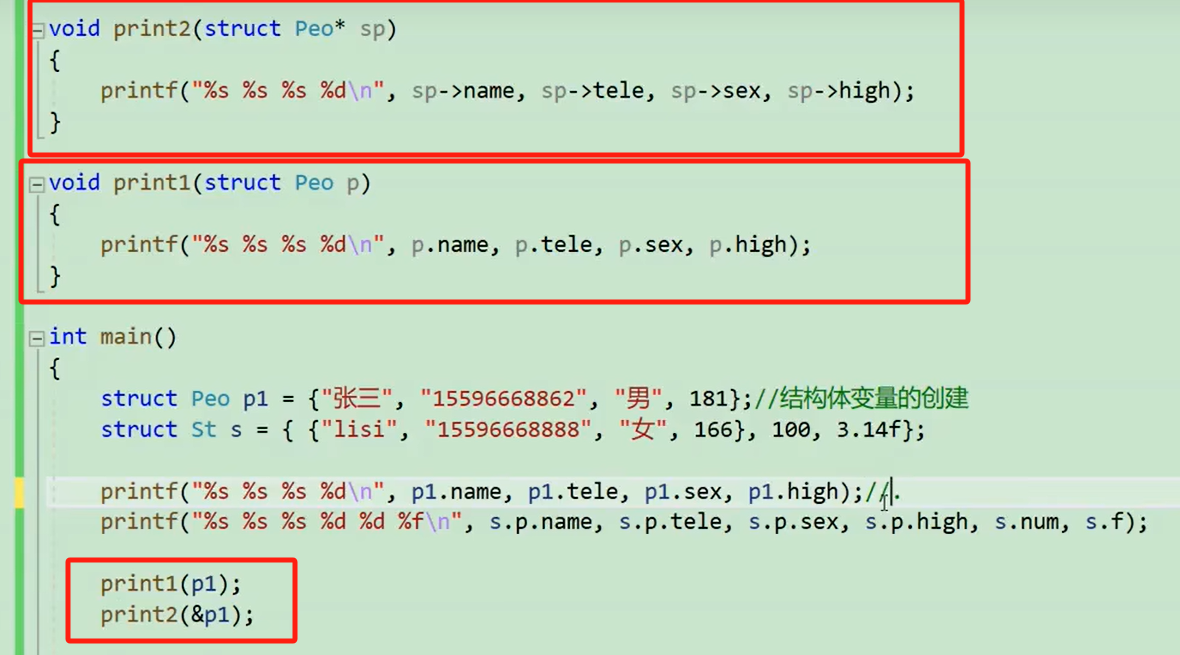 void print2(struct Peo* sp)
{
printf("%s %s %s %d\n", sp->name, sp->tele, sp->sex, sp->high);
}
void print1(struct Peo p)
{
printf("%s %s %s %d\n", p.name, p.tele, p.sex, p.high);
}
int main()
{
struct Peo p1 = {"张三", "15596668862", "男", 181};//结构体变量的创建
struct St s = { {"lisi", "15596668888", "女", 166}, 100, 3.14f};
printf("%s %s %s %d\n", p1.name, p1.tele, p1.sex, p1.high);//.
printf("%s %s %s %d %d %f\n", s.p.name, s.p.tele, s.p.sex, s.p.high, s.num, s.f);
print1(p1);
print2(&p1);